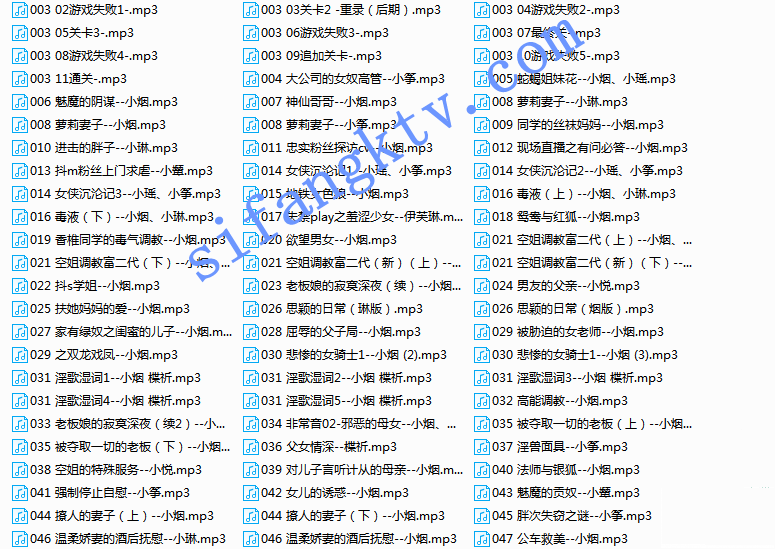 003 02游戏失败1-.mp3 003 03关卡2 -重录（后期）.mp3 003 04游戏失败2-.mp3
003 05关卡3-.mp3 003 06游戏失败3-.mp3 003 07最终关-.mp3
003 08游戏失败4-.mp3 003 09追加关卡-.mp3 003 10游戏失败5-.mp3
003 11通关-.mp3 004 大公司的女奴高管--小筝.mp3 005 蛇蝎姐妹花--小烟、小瑶.mp3
006 魅魔的阴谋--小烟.mp3 007 神仙哥哥--小烟.mp3 008 萝莉妻子--小琳.mp3
008 萝莉妻子--小烟.mp3 008 萝莉妻子--小筝.mp3 009 同学的丝袜妈妈--小烟.mp3
010 进击的胖子--小琳.mp3 011 忠实粉丝探访cv--小烟.mp3 012 现场直播之有问必答--小烟.mp3
013 抖m粉丝上门求虐--小颦.mp3 014 女侠沉沦记1--小瑶、小筝.mp3 014 女侠沉沦记2--小瑶、小筝.mp3
014 女侠沉沦记3--小瑶、小筝.mp3 015 地铁女色狼--小烟.mp3 016 毒液（上）--小烟、小琳.mp3
016 毒液（下）--小烟、小琳.mp3 017 失禁play之羞涩少女--伊芙琳.m... 018 鸳鸯与红狐--小烟.mp3
019 香椎同学的毒气调教--小烟.mp3 020 欲望男女--小烟.mp3 021 空姐调教富二代（上）--小烟、...
021 空姐调教富二代（下）--小烟、... 021 空姐调教富二代（新）（上）--... 021 空姐调教富二代（新）（下）--...
022 抖s学姐--小烟.mp3 023 老板娘的寂寞深夜（续）--小烟... 024 男友的父亲--小悦.mp3
025 扶她妈妈的爱--小烟.mp3 026 思颖的日常（琳版）.mp3 026 思颖的日常（烟版）.mp3
027 家有绿奴之闺蜜的儿子--小烟.m... 028 屈辱的父子局--小烟.mp3 029 被胁迫的女老师--小烟.mp3
029 之双龙戏凤--小烟.mp3 030 悲惨的女骑士1--小烟 (2).mp3 030 悲惨的女骑士1--小烟 (3).mp3
031 淫歌湿词1--小烟 楪祈.mp3 031 淫歌湿词2--小烟 楪祈.mp3 031 淫歌湿词3--小烟 楪祈.mp3
031 淫歌湿词4--小烟 楪祈.mp3 031 淫歌湿词5--小烟 楪祈.mp3 032 高能调教--小烟.mp3
033 老板娘的寂寞深夜（续2）--小... 034 非常音02-邪恶的母女--小烟、... 035 被夺取一切的老板（上）--小烟...
035 被夺取一切的老板（下）--小烟... 036 父女情深--楪祈.mp3 037 淫兽面具--小筝.mp3
038 空姐的特殊服务--小悦.mp3 039 对儿子言听计从的母亲--小烟.m... 040 法师与银狐--小烟.mp3
041 强制停止自慰--小筝.mp3 042 女儿的诱惑--小烟.mp3 043 魅魔的贡奴--小颦.mp3
044 撩人的妻子（上）--小烟.mp3 044 撩人的妻子（下）--小烟.mp3 045 胖次失窃之谜--小筝.mp3
046 温柔娇妻的酒后抚慰--小琳.mp3 046 温柔娇妻的酒后抚慰--小烟.mp3 047 公车救美--小烟.mp3
sifangktv.com